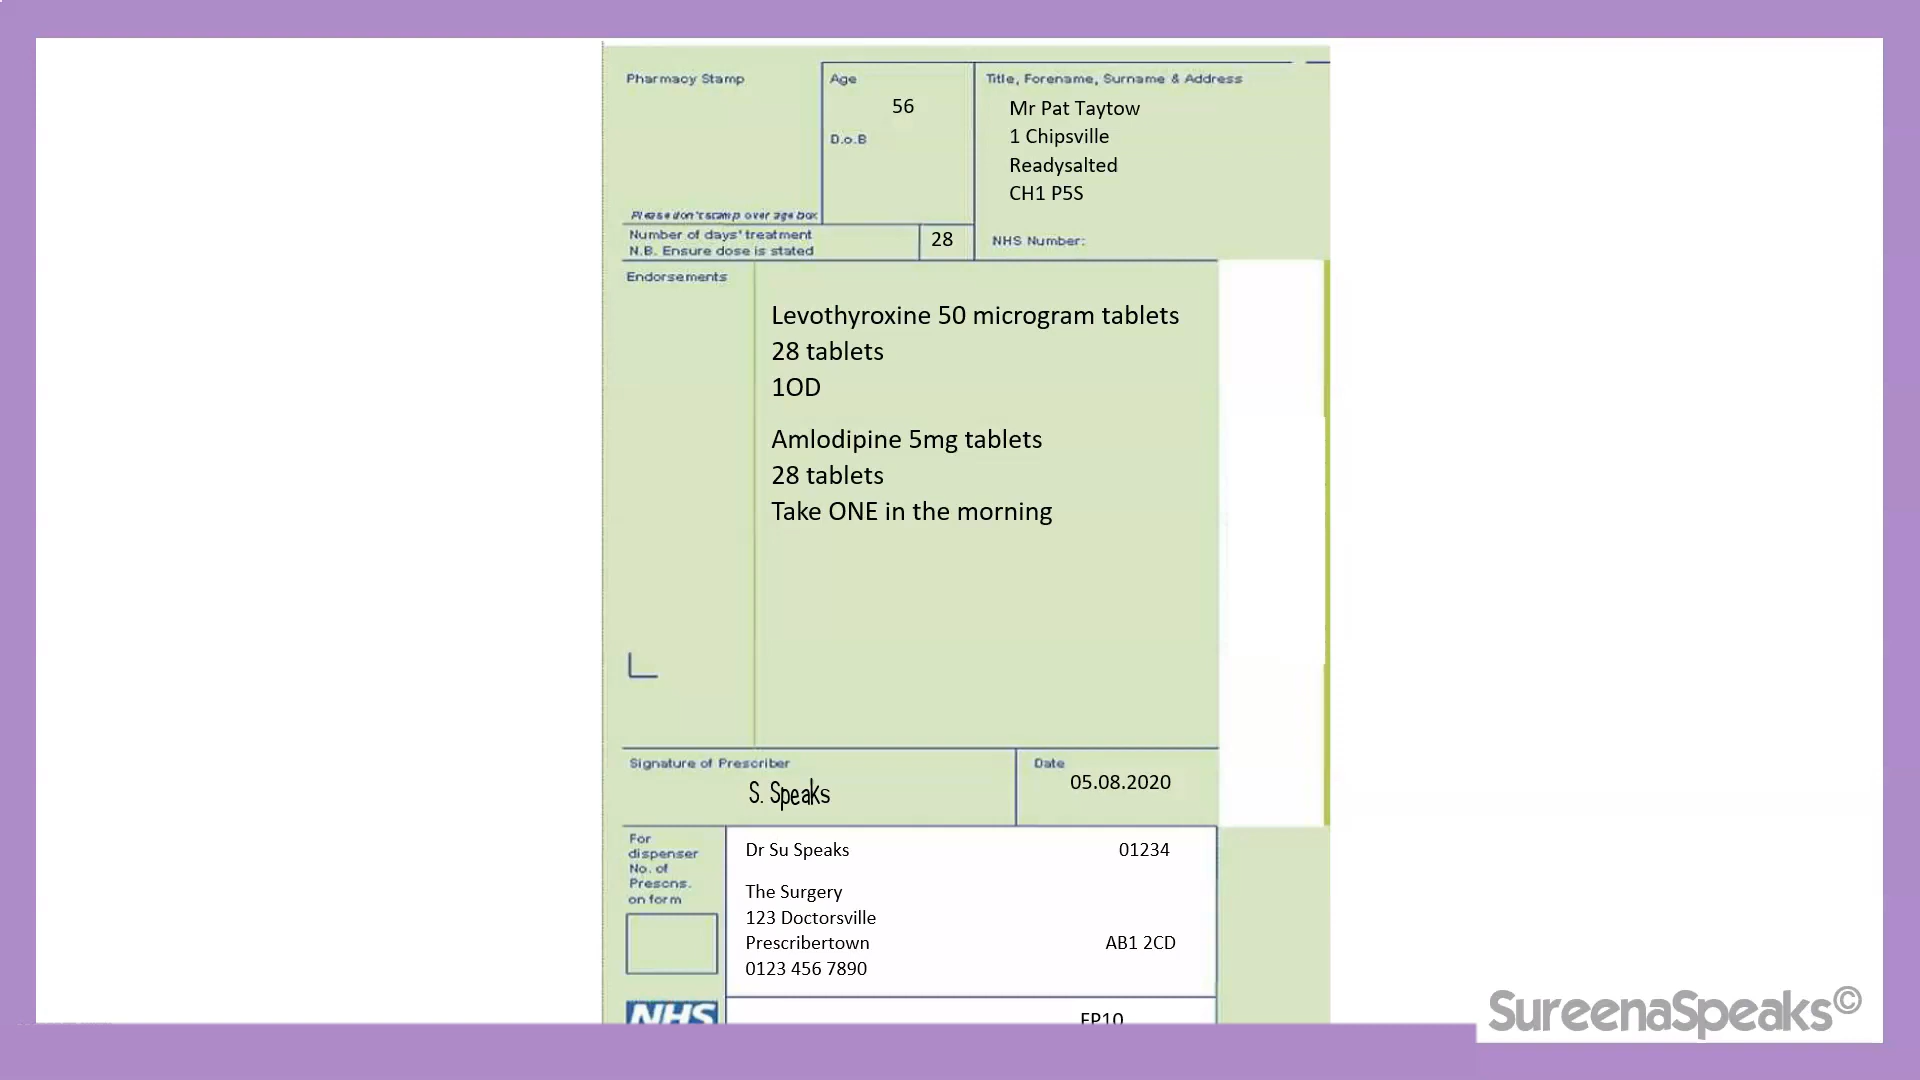 Pharmacy Stamp
Age
56
D.o.B
Title, Forename, Surname & Address
Mr Pat Taytow
1 Chipsville
Readysalted
CH1 P5S
Please don't stamp over age box
Number of days' treatment
N.B. Ensure dose is stated
28
NHS Number:
Endorsements
Levothyroxine 50 microgram tablets
28 tablets
1OD
Amlodipine 5mg tablets
28 tablets
Take ONE in the morning
Signature of Prescriber
S. Speaks
Date
05.08.2020
For
dispenser
No. of
Prescns.
on form
Dr Su Speaks 01234
The Surgery
123 Doctorsville
Prescribertown AB1 2CD
0123 456 7890
NHS
FP10
SureenaSpeaks©